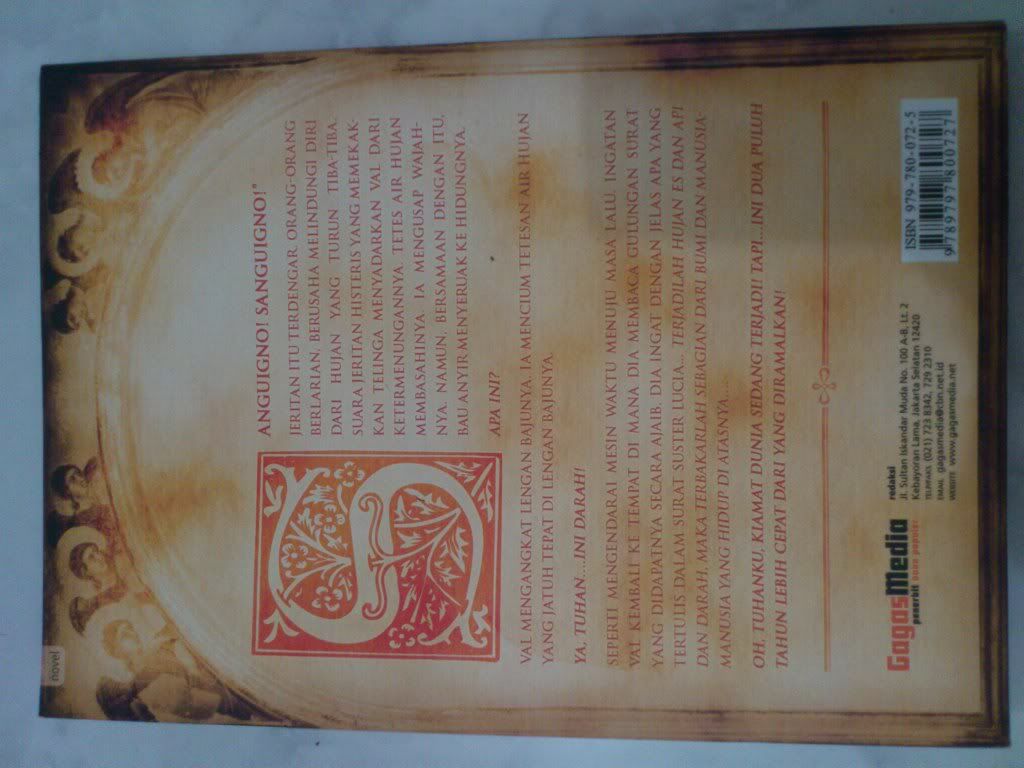 novel
S
ANGUIGNO! SANGUIGNO!"
JERITAN ITU TERDENGAR. ORANG-ORANG
BERLARIAN, BERUSAHA MELINDUNGI DIRI
DARI HUJAN YANG TURUN TIBA-TIBA.
SUARA JERITAN HISTERIS YANG MEMEKAK-
KAN TELINGA MENYADARKAN VAL DARI
KETERMENUNGANNYA. TETES AIR HUJAN
MEMBASAHINYA. IA MENGUSAP WAJAH-
NYA. NAMUN, BERSAMAAN DENGAN ITU,
BAU ANYIR MENYERUAK KE HIDUNGNYA.
APA INI?
VAL MENGANGKAT LENGAN BAJUNYA. IA MENCIUM TETESAN AIR HUJAN
YANG JATUH TEPAT DI LENGAN BAJUNYA.
YA, TUHAN...INI DARAH!
SEPERTI MENGENDARAI MESIN WAKTU MENUJU MASA LALU, INGATAN
VAL KEMBALI KE TEMPAT DI MANA DIA MEMBACA GULUNGAN SURAT
YANG DIDAPATNYA SECARA AJAIB. DIA INGAT DENGAN JELAS APA YANG
TERTULIS DALAM SURAT SUSTER LUCIA... TERJADILAH HUJAN ES DAN API
DAN DARAH, MAKA TERBAKARLAH SEBAGIAN DARI BUMI DAN MANUSIA-
MANUSIA YANG HIDUP DI ATASNYA....
OH, TUHANKU, KIAMAT DUNIA SEDANG TERJADI! TAPI...INI DUA PULUH
TAHUN LEBIH CEPAT DARI YANG DIRAMALKAN!
GagasMedia
penerbit buku populer
redaksi
Jl. Sultan Iskandar Muda No. 100 A-B, Lt. 2
Kebayoran Lama, Jakarta Selatan 12420
TELP/FAKS (021) 723 8342, 729 2310
EMAIL gagasmedia@cbn.net.id
WEBSITE www.gagasmedia.net
ISBN 979-780-072-5
9789797800727